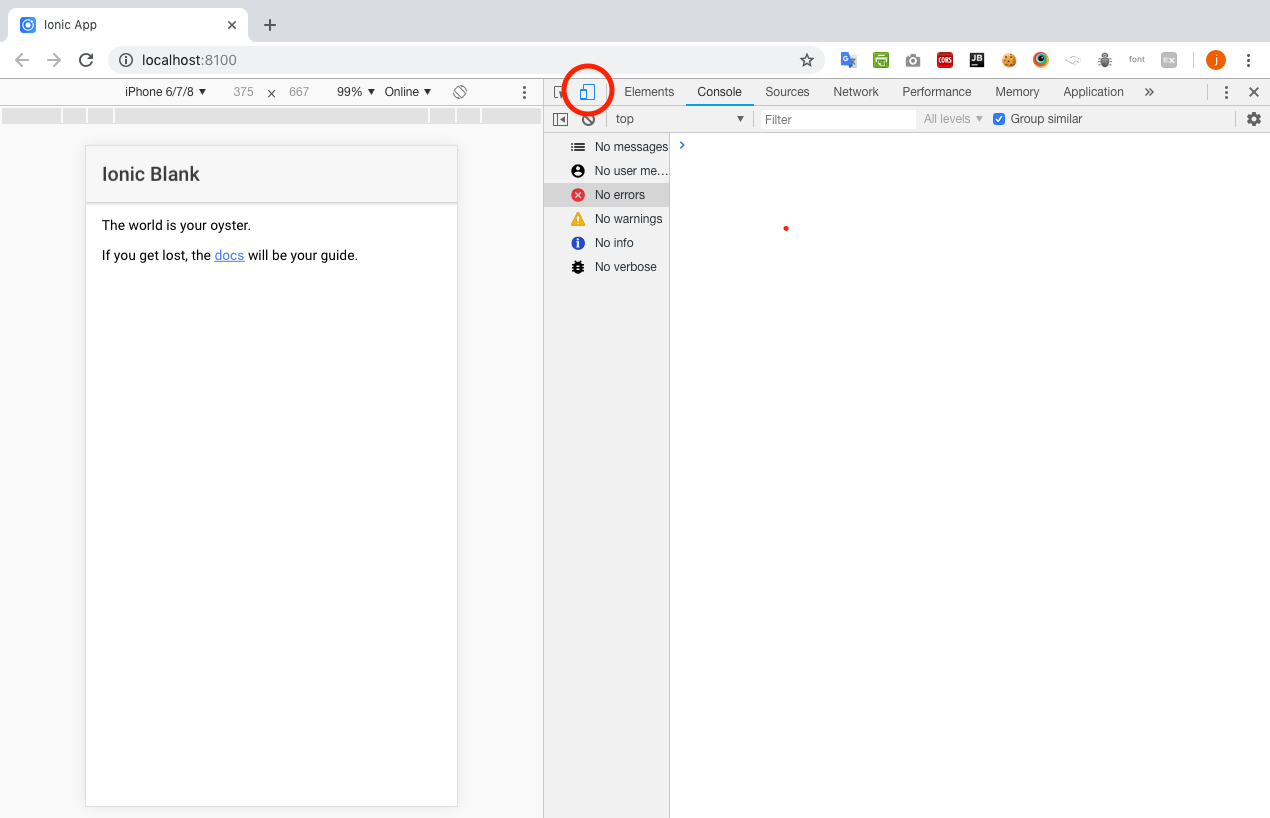 Ionic App
localhost:8100
CORS
JB
font
EX
j
iPhone 6/7/8 375 x 667 99% Online
Elements Console Sources Network Performance Memory Application
top Filter All levels Group similar
Ionic Blank
The world is your oyster.
If you get lost, the docs will be your guide.
No messages
No user me...
No errors
No warnings
No info
No verbose